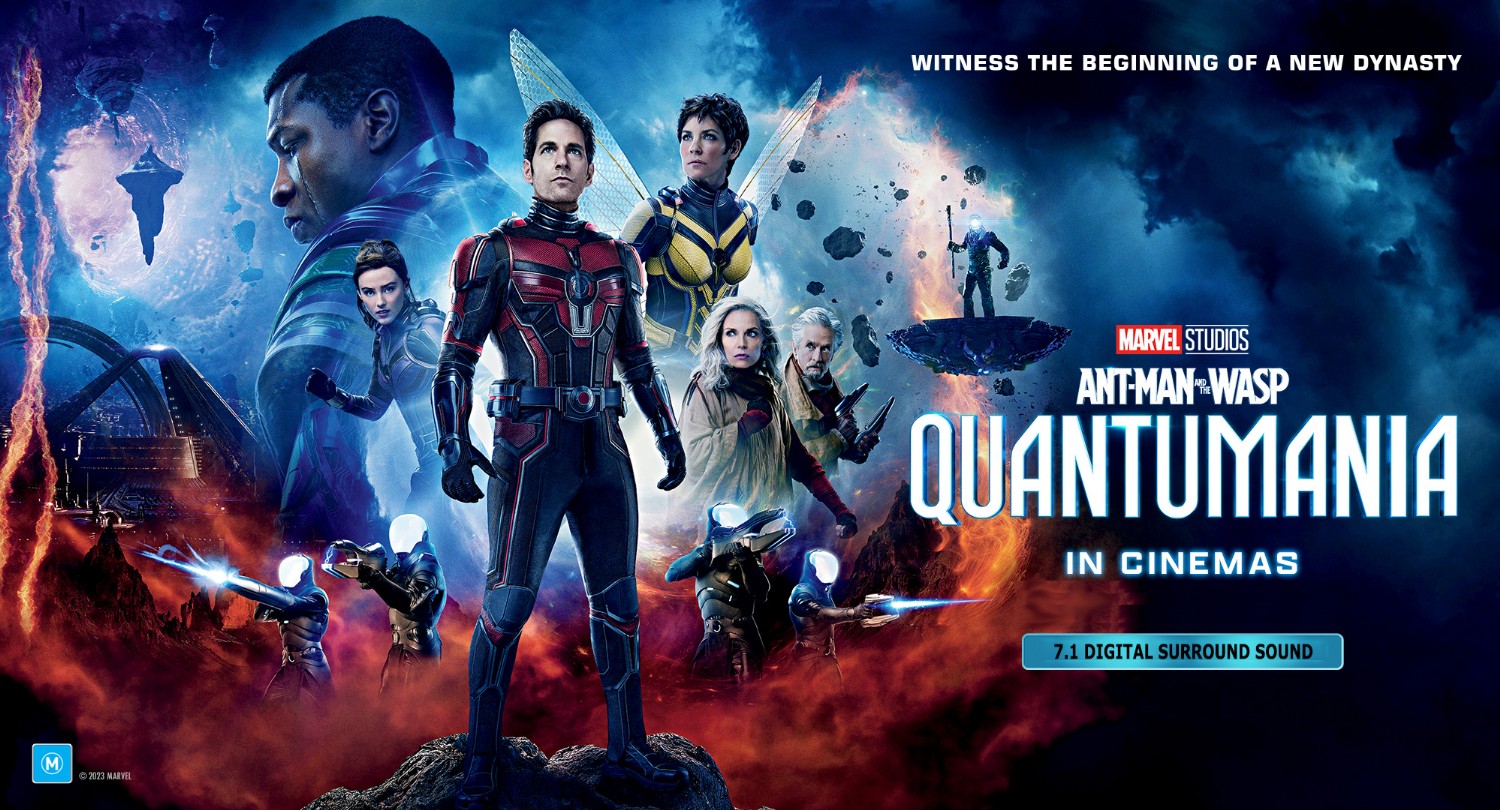 WITNESS THE BEGINNING OF A NEW DYNASTY
MARVEL STUDIOS
ANT-MAN AND THE WASP
QUANTUMANIA
IN CINEMAS
7.1 DIGITAL SURROUND SOUND
M
© 2023 MARVEL